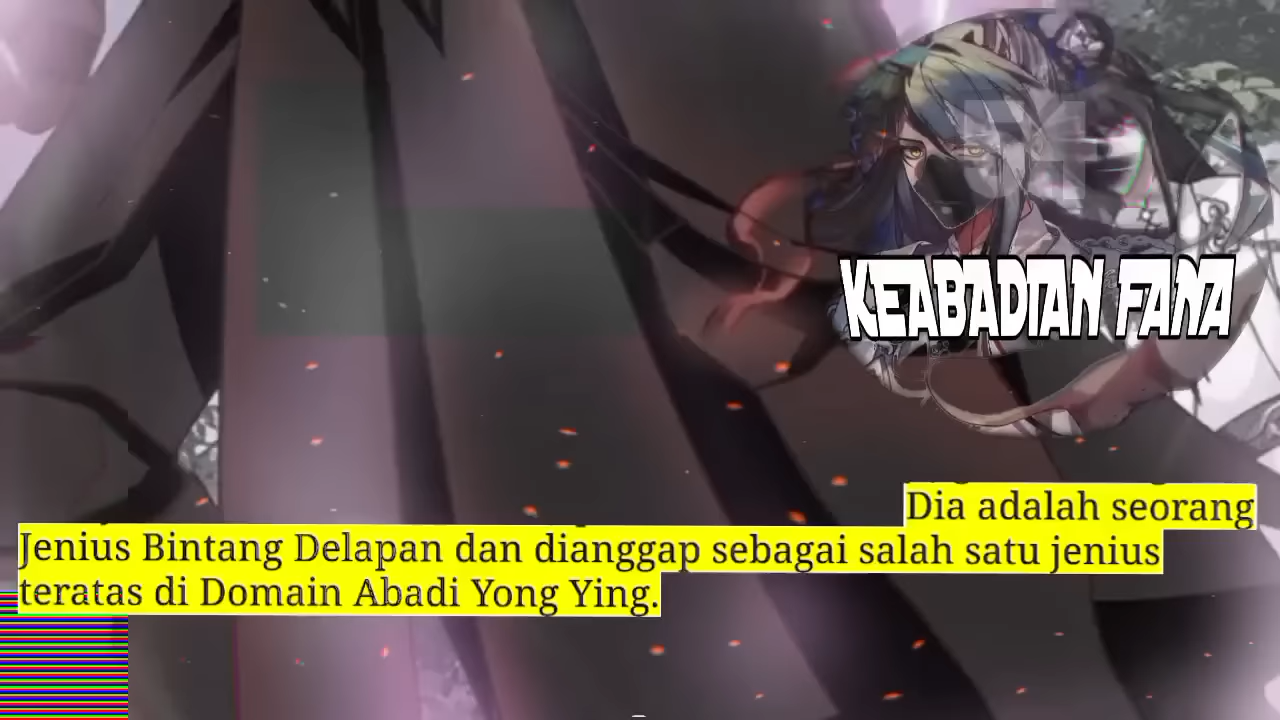 KEABADIAN FANA
Dia adalah seorang
Jenius Bintang Delapan dan dianggap sebagai salah satu jenius
teratas di Domain Abadi Yong Ying.